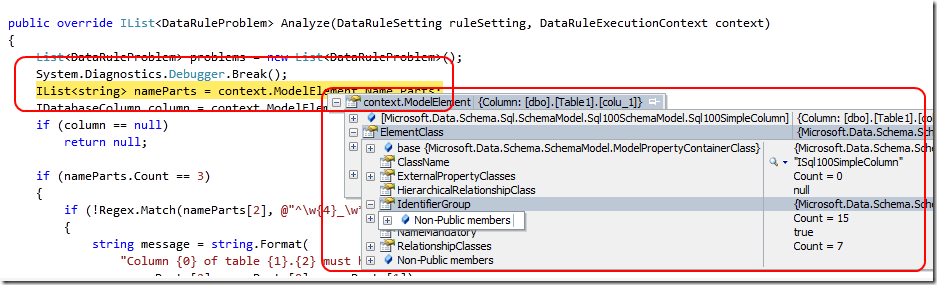 public override IList<DataRuleProblem> Analyze(DataRuleSetting ruleSetting, DataRuleExecutionContext context)
{
List<DataRuleProblem> problems = new List<DataRuleProblem>();
System.Diagnostics.Debugger.Break();
IList<string> nameParts = context.ModelElement.Name.Parts;
IDatabaseColumn column = context.ModelElem
if (column == null)
return null;
if (nameParts.Count == 3)
{
if (!Regex.Match(nameParts[2], @"^\w{4}_\w
{
string message = string.Format(
"Column {0} of table {1}.{2} must
context.ModelElement {Column: [dbo].[Table1].[colu_1]}
[Microsoft.Data.Schema.Sql.SchemaModel.Sql100SchemaModel.Sql100SimpleColumn] {Column: [dbo].[Table1].[colu
ElementClass {Microsoft.Data.Schema.Sc
base {Microsoft.Data.Schema.SchemaModel.ModelPropertyContainerClass} {Microsoft.Data.Schema.Sc
ClassName "ISql100SimpleColumn"
ExternalPropertyClasses Count = 0
HierarchicalRelationshipClass null
IdentifierGroup {Microsoft.Data.Schema.Sc
Non-Public members Count = 15
NameMandatory true
RelationshipClasses Count = 7
Non-Public members